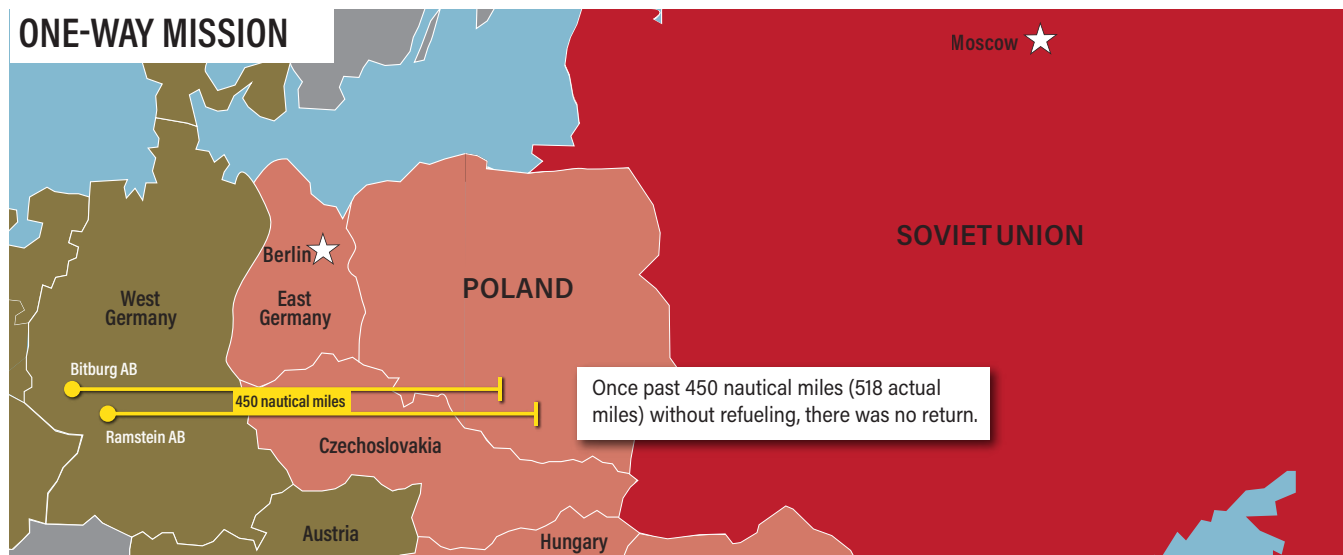 ONE-WAY MISSION
Moscow
SOVIET UNION
Berlin
POLAND
West
Germany
East
Germany
Bitburg AB
450 nautical miles
Ramstein AB
Once past 450 nautical miles (518 actual
miles) without refueling, there was no return.
Czechoslovakia
Austria
Hungary